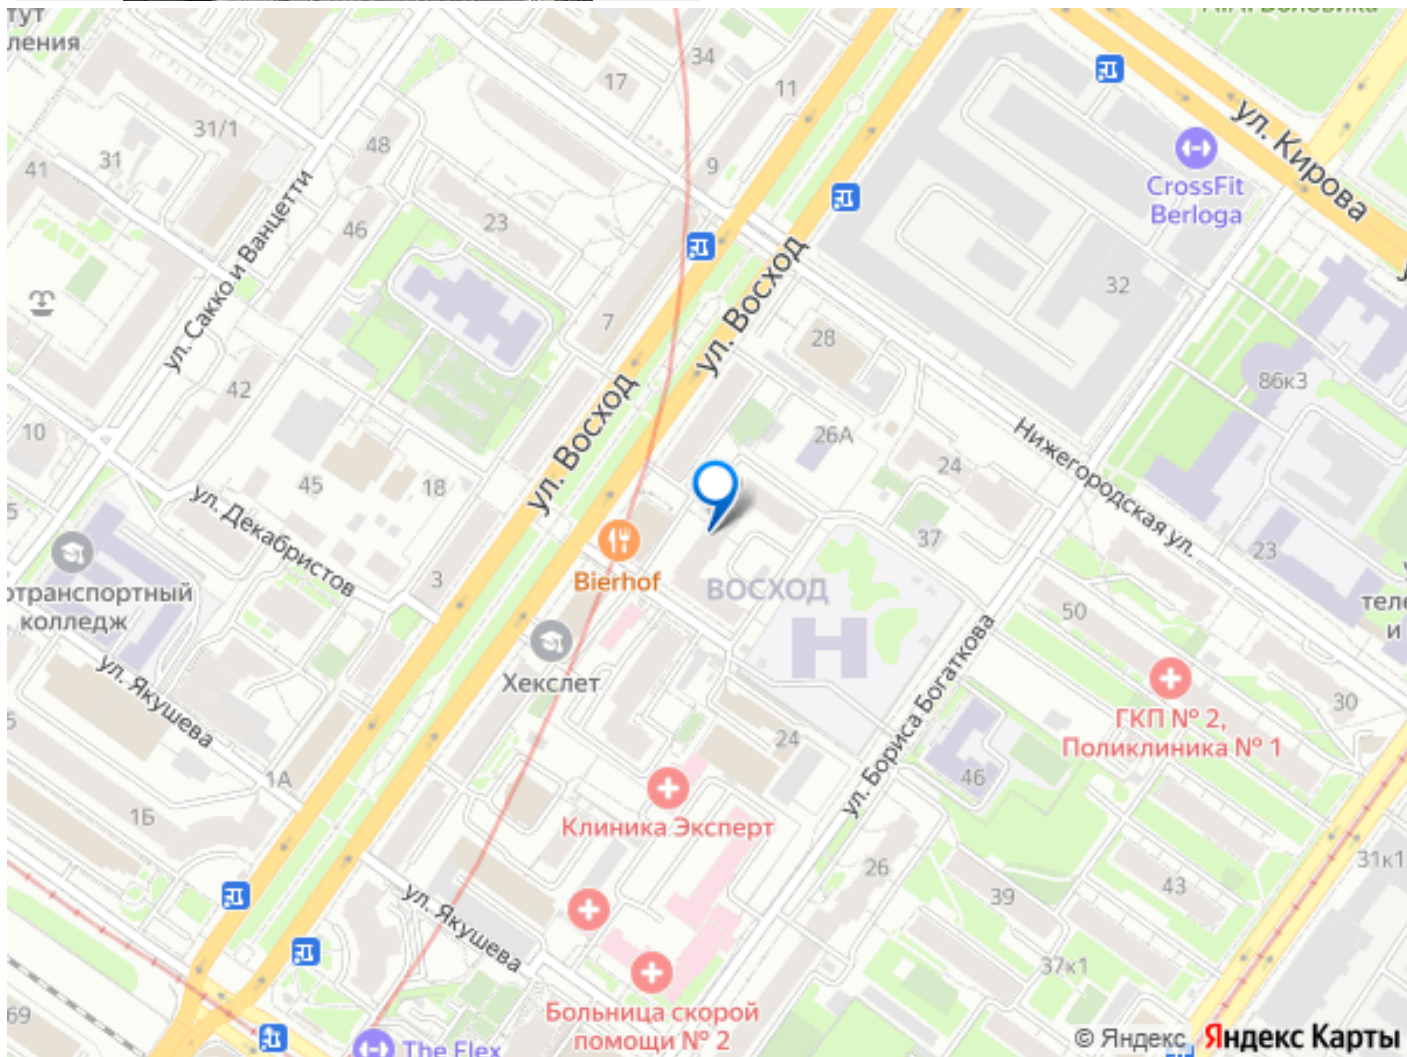 тут
ления
34
17
11
31/1
48
31
41
9
ул. Кирова
CrossFit
Berloga
ул. Сакко и Ванцетти
46
23
ул. Восход
32
7
28
86к3
42
ул. Восход
10
26А
Нижегородская ул.
24
45
18
ул. Декабристов
5
37
23
Bierhof
3
ВОСХОД
отранспортный
колледж
теле
и
50
Хекслет
ул. Якушева
ул. Бориса Богаткова
ГКП № 2,
Поликлиника № 1
30
5
24
1А
46
1Б
Клиника Эксперт
26
31к1
43
39
ул. Якушева
37к1
69
Больница скорой
помощи № 2
The Flex
© Яндекс Яндекс Карты